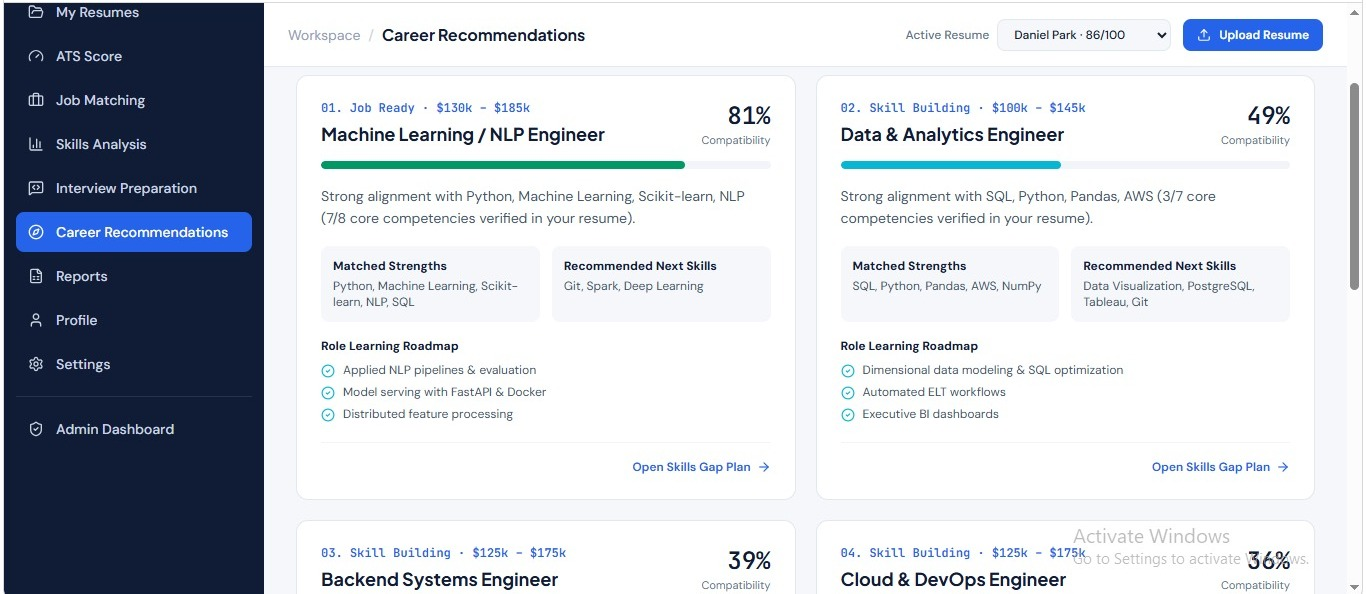 My Resumes
ATS Score
Job Matching
Skills Analysis
Interview Preparation
Career Recommendations
Reports
Profile
Settings
Admin Dashboard
Workspace / Career Recommendations
Active Resume
Daniel Park · 86/100
Upload Resume
01. Job Ready · $130k – $185k
Machine Learning / NLP Engineer
81%
Compatibility
Strong alignment with Python, Machine Learning, Scikit-learn, NLP
(7/8 core competencies verified in your resume).
Matched Strengths
Python, Machine Learning, Scikit-
learn, NLP, SQL
Recommended Next Skills
Git, Spark, Deep Learning
Role Learning Roadmap
Applied NLP pipelines & evaluation
Model serving with FastAPI & Docker
Distributed feature processing
Open Skills Gap Plan →
02. Skill Building · $100k – $145k
Data & Analytics Engineer
49%
Compatibility
Strong alignment with SQL, Python, Pandas, AWS (3/7 core
competencies verified in your resume).
Matched Strengths
SQL, Python, Pandas, AWS, NumPy
Recommended Next Skills
Data Visualization, PostgreSQL,
Tableau, Git
Role Learning Roadmap
Dimensional data modeling & SQL optimization
Automated ELT workflows
Executive BI dashboards
Open Skills Gap Plan →
03. Skill Building · $125k – $175k
Backend Systems Engineer
39%
Compatibility
04. Skill Building · $125k – $175k
Cloud & DevOps Engineer
36%
Compatibility
Activate Windows
Go to Settings to activate Windows.